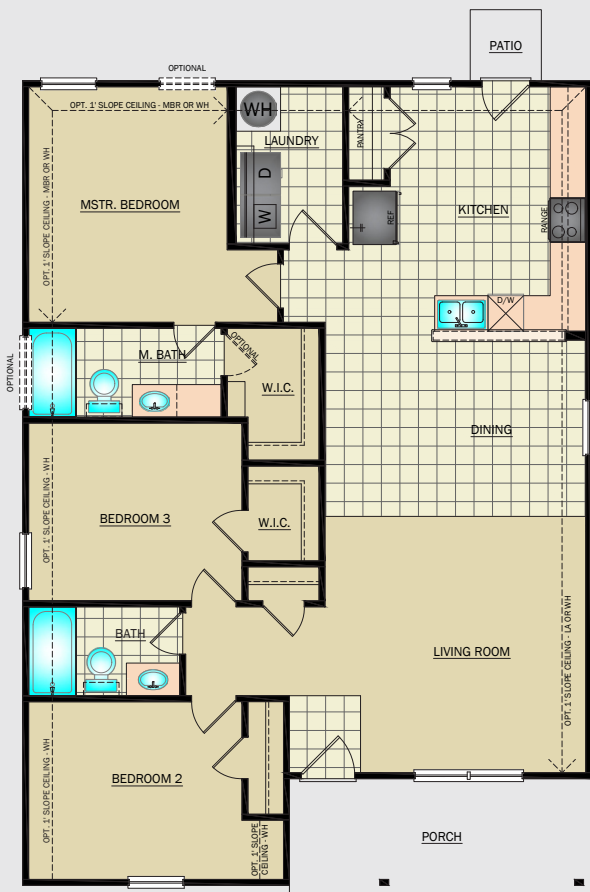 PATIO
OPTIONAL
OPT. 1' SLOPE CEILING - MBR OR WH
WH
LAUNDRY
PANTRY
D
W
REF
KITCHEN
RANGE
MSTR. BEDROOM
OPT. 1' SLOPE CEILING - MBR OR WH
D/W
OPTIONAL
M. BATH
OPTIONAL
W.I.C.
DINING
OPT. 1' SLOPE CEILING - WH
BEDROOM 3
W.I.C.
BATH
LIVING ROOM
OPT. 1' SLOPE CEILING - LA OR WH
OPT. 1' SLOPE CEILING - WH
BEDROOM 2
OPT. 1' SLOPE
CEILING - WH
PORCH